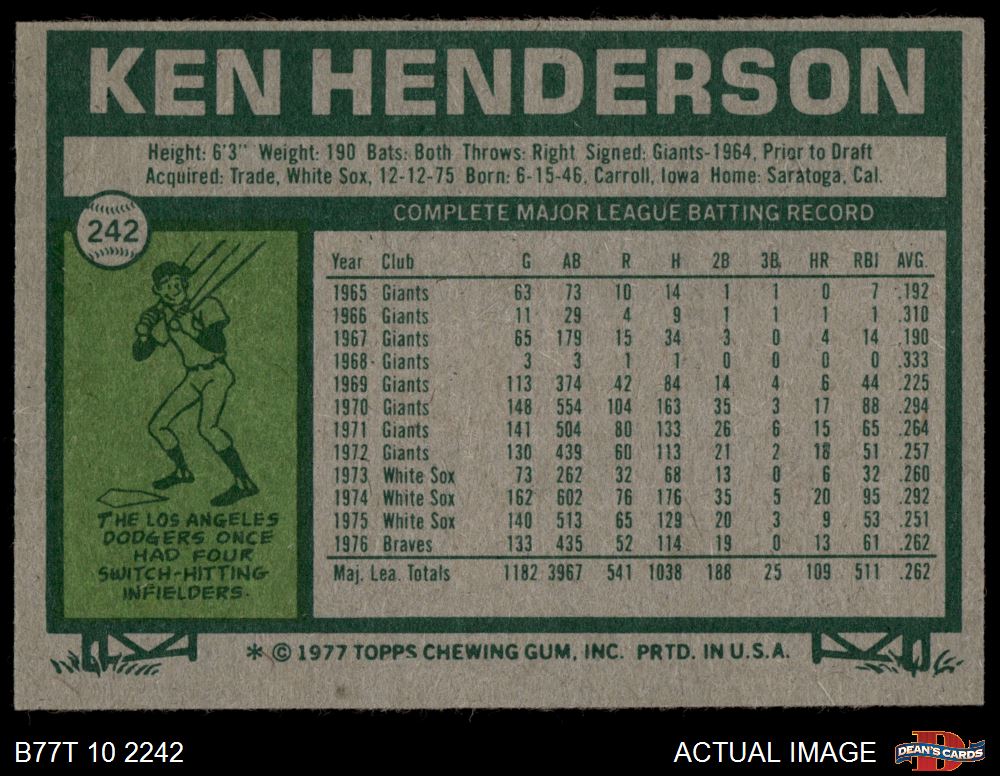 KEN HENDERSON
Height: 6'3" Weight: 190 Bats: Both Throws: Right Signed: Giants-1964, Prior to Draft
Acquired: Trade, White Sox, 12-12-75 Born: 6-15-46, Carroll, Iowa Home: Saratoga, Cal.
242
COMPLETE MAJOR LEAGUE BATTING RECORD
Year Club G AB R H 2B 3B HR RBI AVG.
1965 Giants 63 73 10 14 1 1 0 7 .192
1966 Giants 11 29 4 9 1 1 1 1 .310
1967 Giants 65 179 15 34 3 0 4 14 .190
1968 Giants 3 3 1 1 0 0 0 0 .333
1969 Giants 113 374 42 84 14 4 6 44 .225
1970 Giants 148 554 104 163 35 3 17 88 .294
1971 Giants 141 504 80 133 26 6 15 65 .264
1972 Giants 130 439 60 113 21 2 18 51 .257
1973 White Sox 73 262 32 68 13 0 6 32 .260
1974 White Sox 162 602 76 176 35 5 20 95 .292
1975 White Sox 140 513 65 129 20 3 9 53 .251
1976 Braves 133 435 52 114 19 0 13 61 .262
Maj. Lea. Totals 1182 3967 541 1038 188 25 109 511 .262
THE LOS ANGELES
DODGERS ONCE
HAD FOUR
SWITCH-HITTING
INFIELDERS.
* © 1977 TOPPS CHEWING GUM, INC. PRTD. IN U.S.A.
B77T 10 2242
ACTUAL IMAGE
DEAN'S CARDS